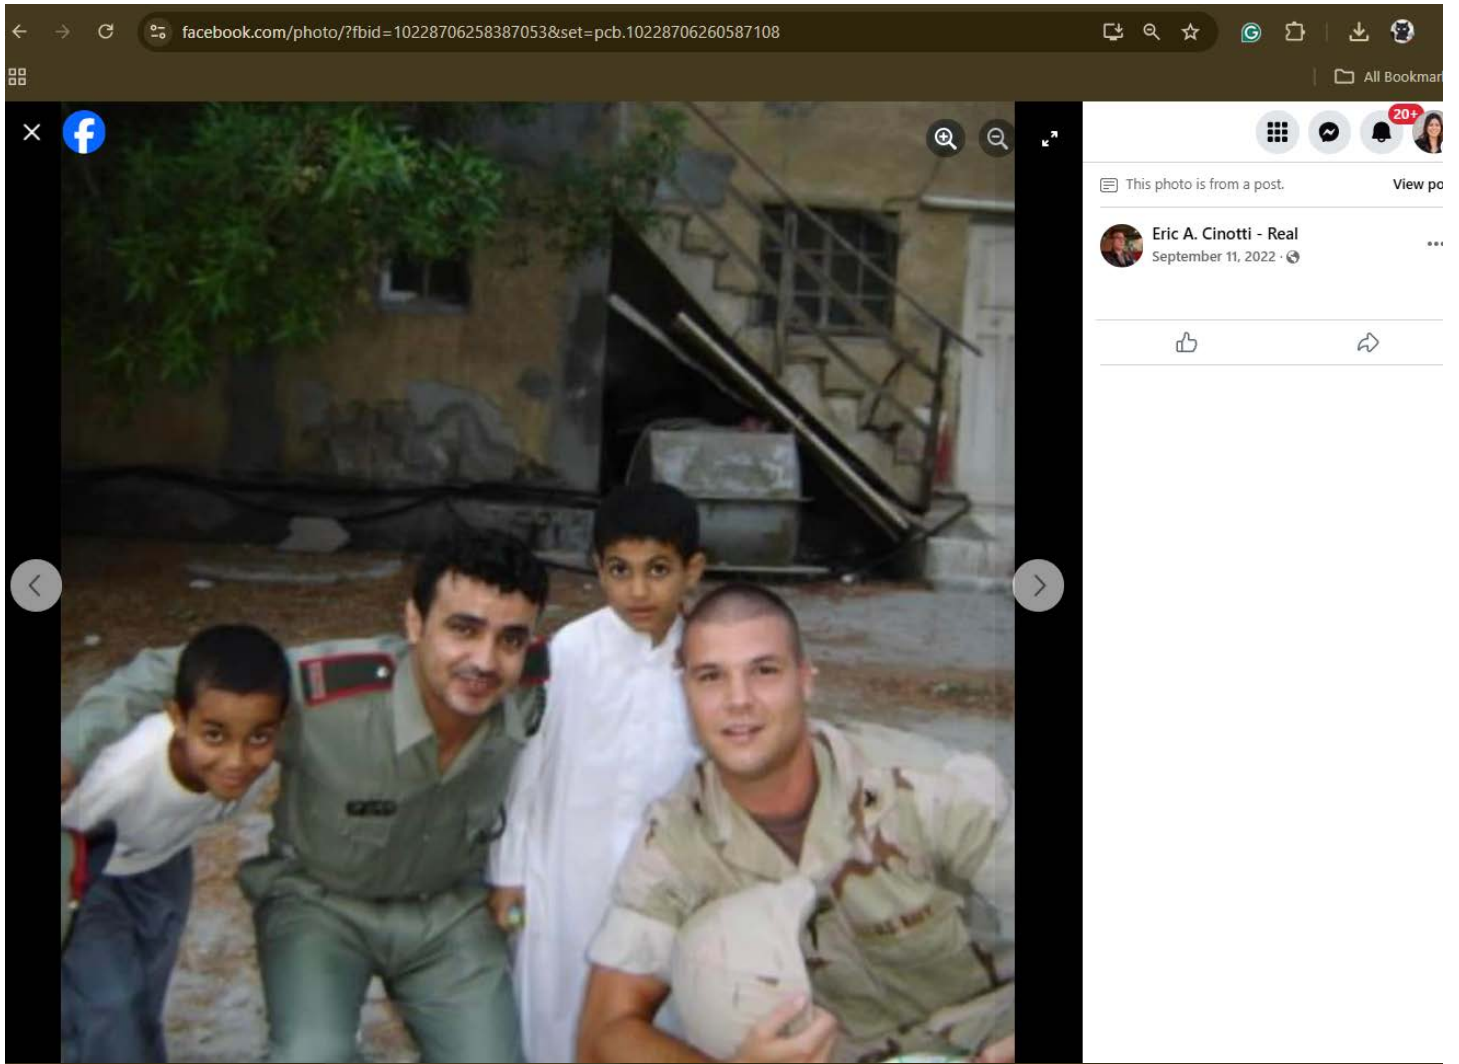 facebook.com/photo/?fbid=10228706258387053&set=pcb.10228706260587108
All Bookmar
20+
This photo is from a post.
View po
Eric A. Cinotti - Real
September 11, 2022
NAVY